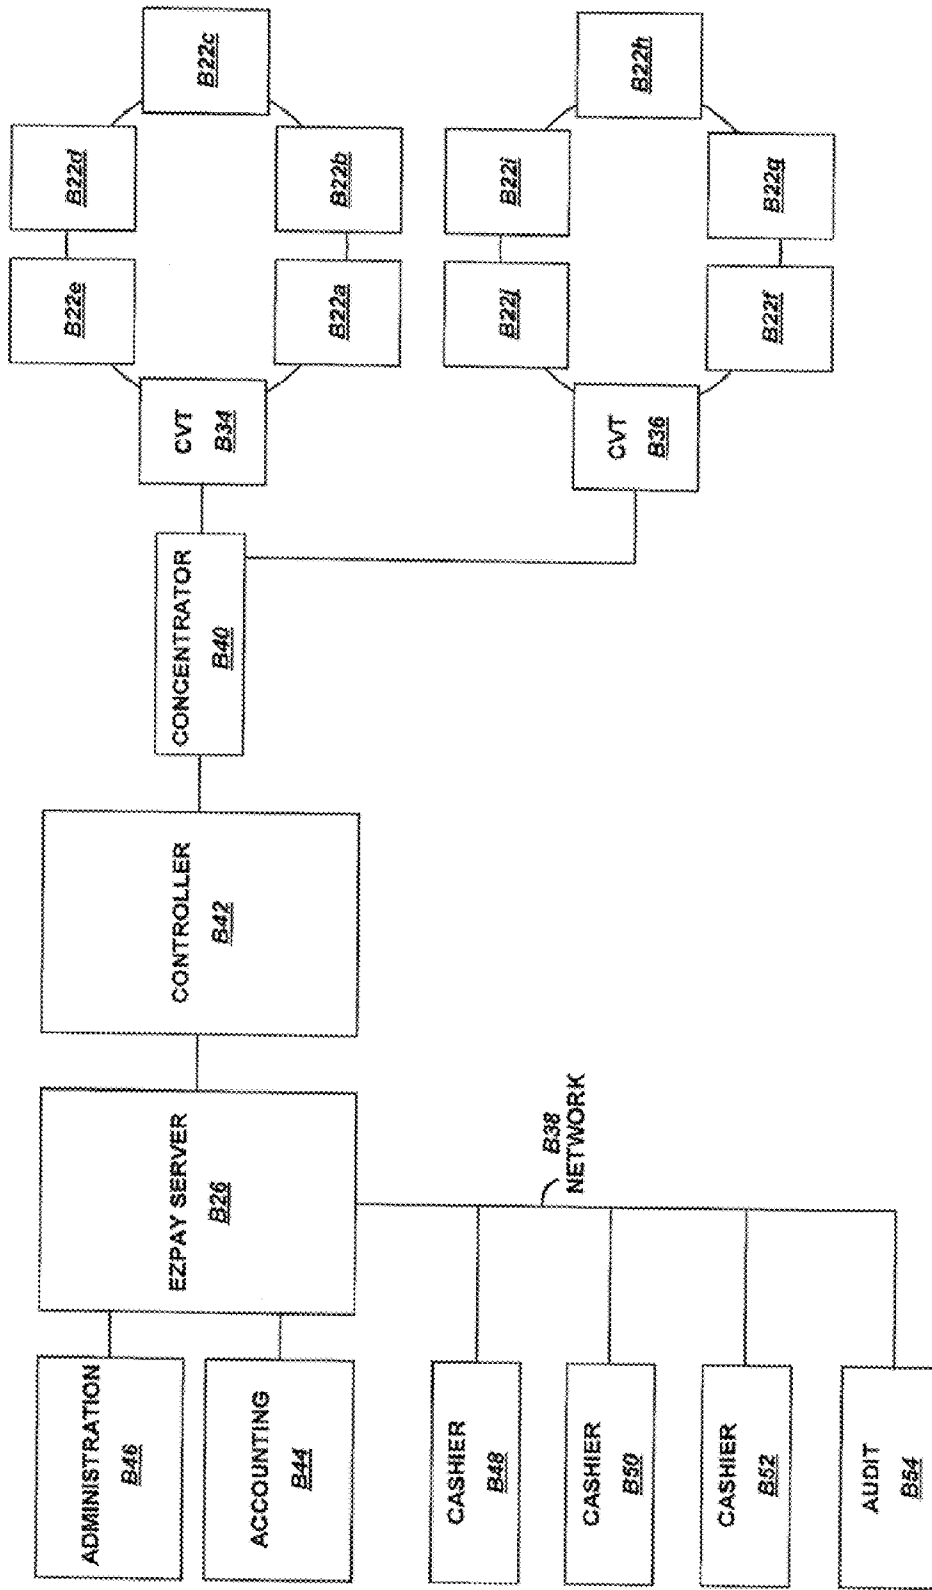 AUDIT
B54
CASHIER
B52
CASHIER
B50
CASHIER
B48
ACCOUNTING
B44
ADMINISTRATION
B46
EZPAY SERVER
B26
B38
NETWORK
CONTROLLER
B42
CONCENTRATOR
B40
CVT
B36
CVT
B34
B22f
B22j
B22a
B22e
B22g
B22i
B22b
B22d
B22h
B22c